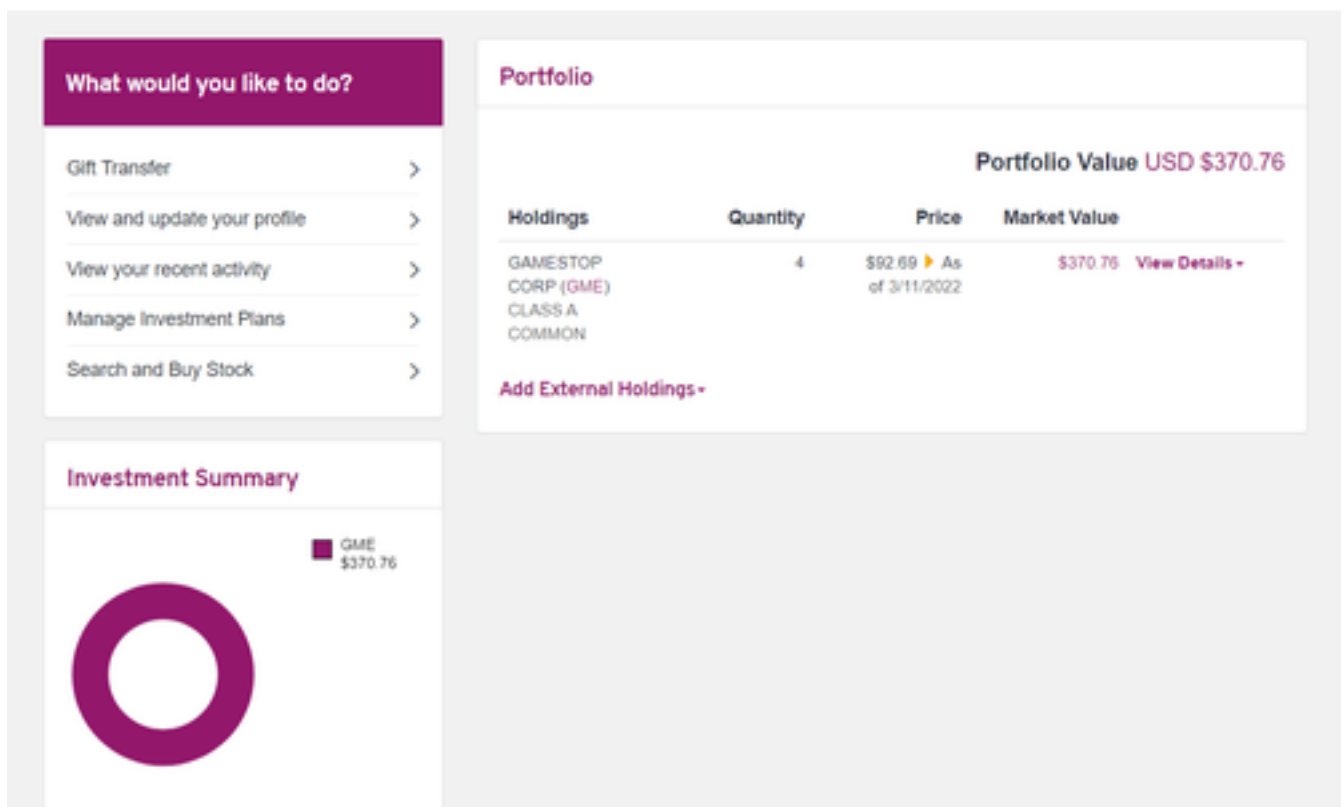 What would you like to do?
Gift Transfer
View and update your profile
View your recent activity
Manage Investment Plans
Search and Buy Stock
Investment Summary
GME
$370.76
Portfolio
Portfolio Value USD $370.76
Holdings Quantity Price Market Value
GAMESTOP 4 $92.69 As $370.76 View Details
CORP (GME) of 3/11/2022
CLASS A
COMMON
Add External Holdings